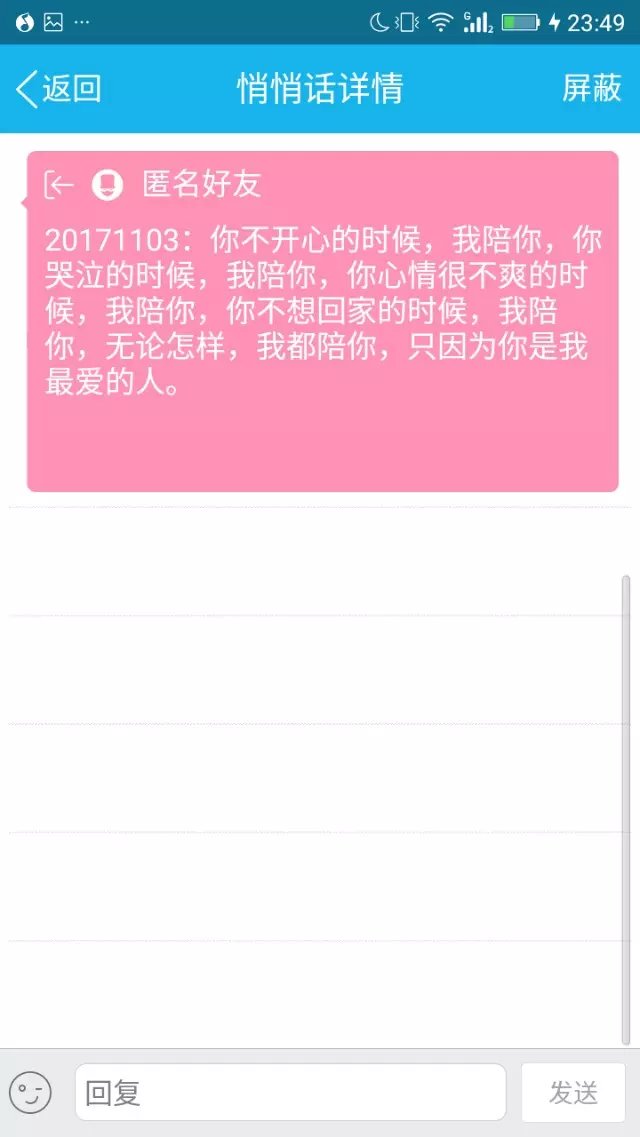 23:49
返回
悄悄话详情
屏蔽
匿名好友
20171103：你不开心的时候，我陪你，你
哭泣的时候，我陪你，你心情很不爽的时
候，我陪你，你不想回家的时候，我陪
你，无论怎样，我都陪你，只因为你是我
最爱的人。
回复
发送